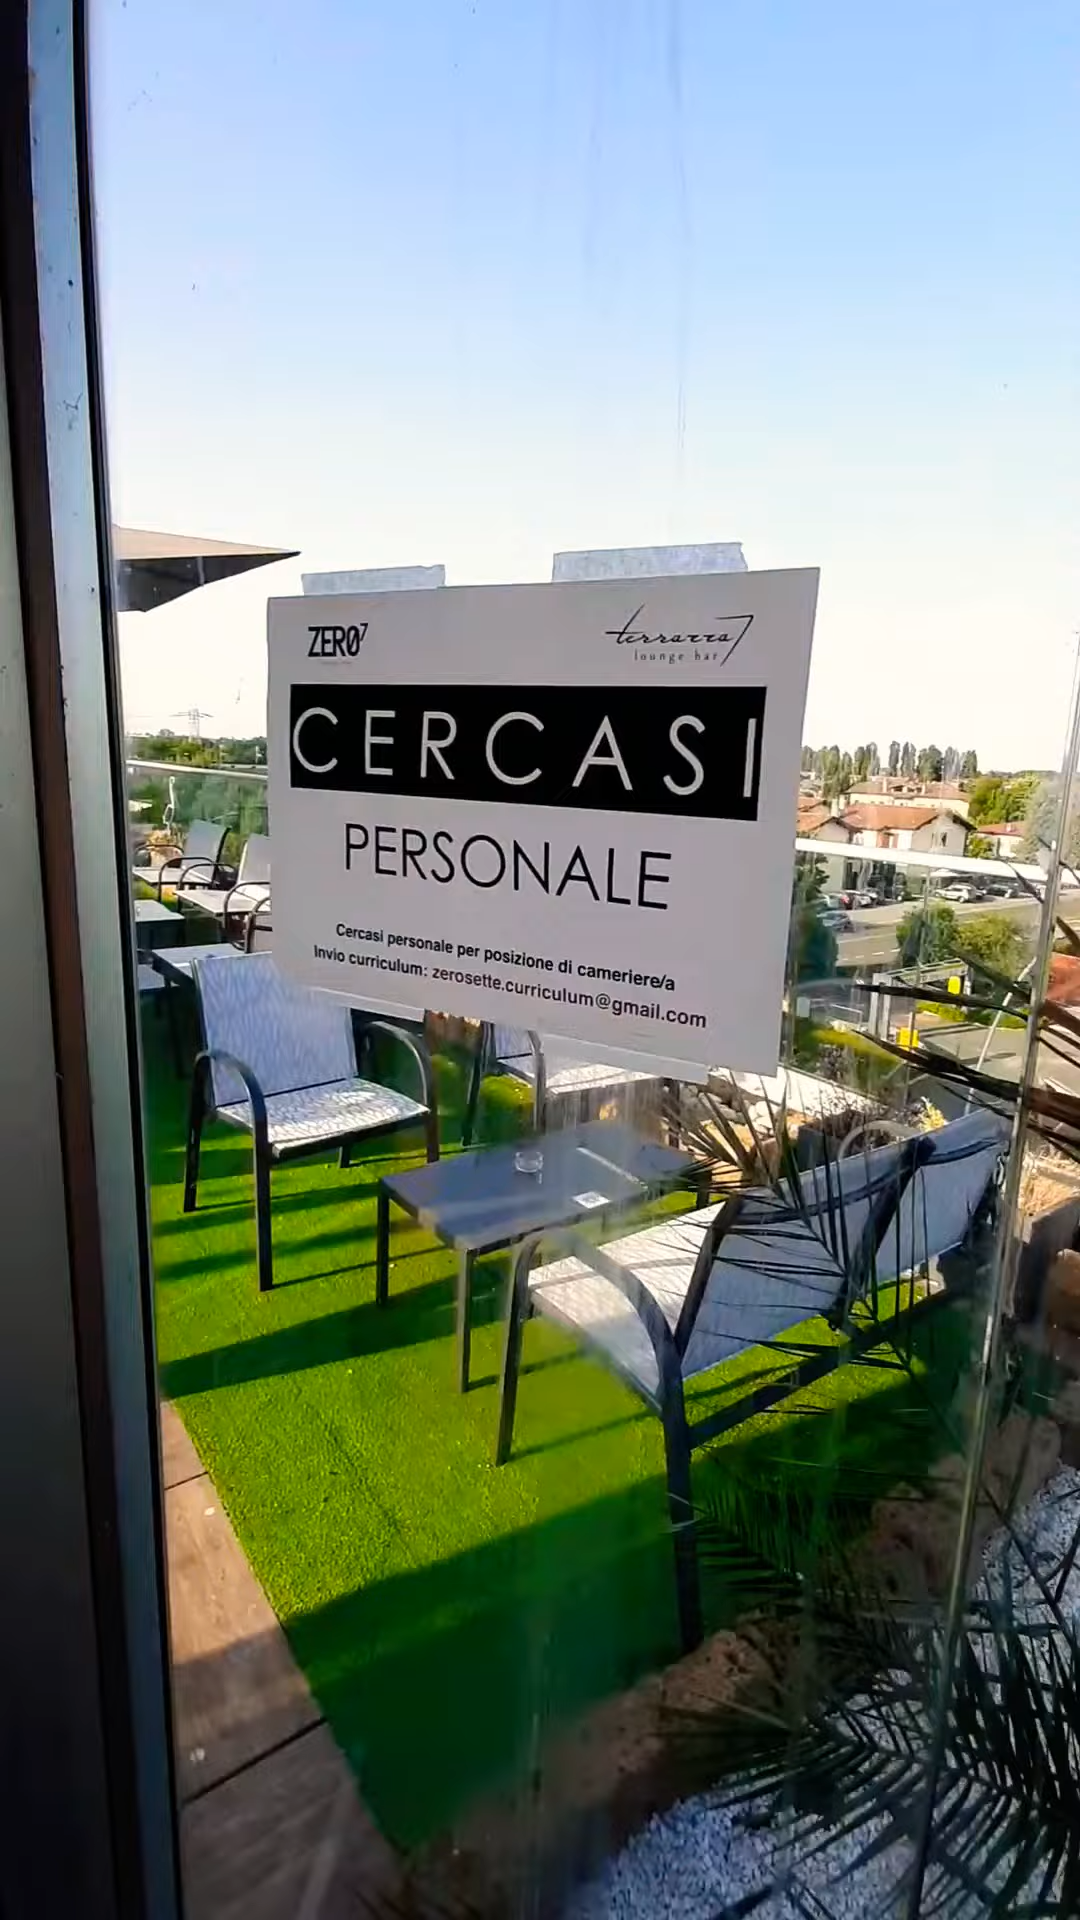 ZERO7
terrazza7
lounge bar
CERCASI
PERSONALE
Cercasi personale per posizione di cameriere/a
Invio curriculum: zerosette.curriculum@gmail.com